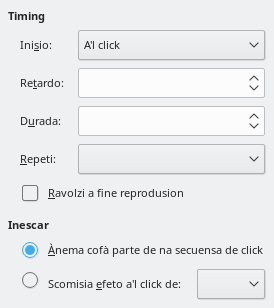 Timing
Inisio: A'l click
Retardo:
Durada:
Repeti:
Ravolzi a fine reprodusion
Inescar
Ànema cofà parte de na secuensa de click
Scomisia efeto a'l click de: